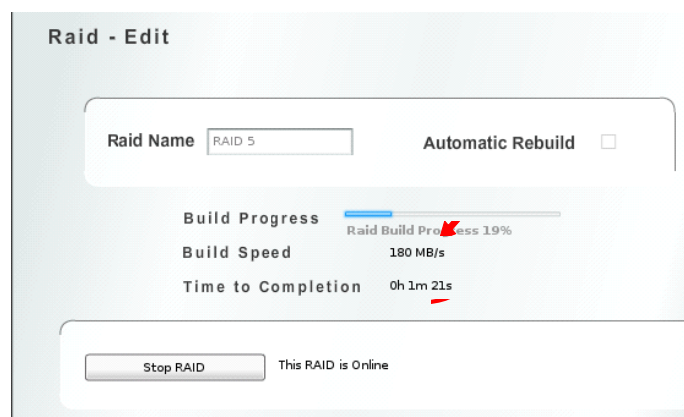 Raid - Edit
Raid Name RAID 5 Automatic Rebuild
Build Progress
Raid Build Progress 19%
Build Speed 180 MB/s
Time to Completion 0h 1m 21s
Stop RAID This RAID is Online